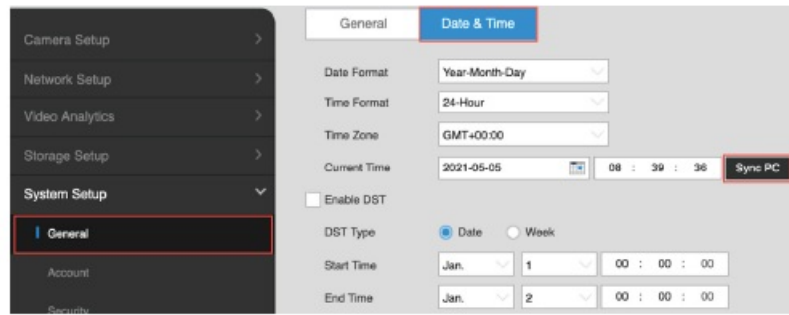 General Date & Time
Camera Setup
Network Setup
Video Analytics
Storage Setup
System Setup
General
Account
Security
Date Format Year-Month-Day
Time Format 24-Hour
Time Zone GMT+00:00
Current Time 2021-05-05 08 : 39 : 36 Sync PC
Enable DST
DST Type Date Week
Start Time Jan. 1 00 : 00 : 00
End Time Jan. 2 00 : 00 : 00